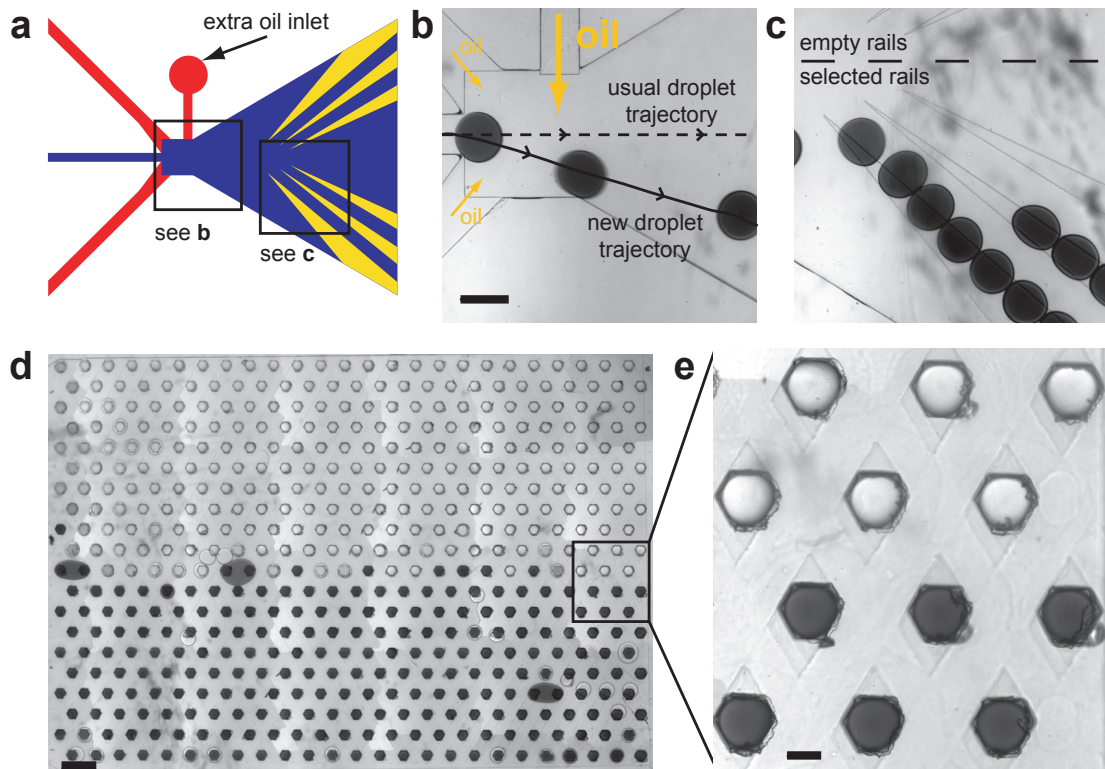 a
extra oil inlet
see b
see c
b
oil
oil
usual droplet
trajectory
oil
new droplet
trajectory
c
empty rails
selected rails
d
e